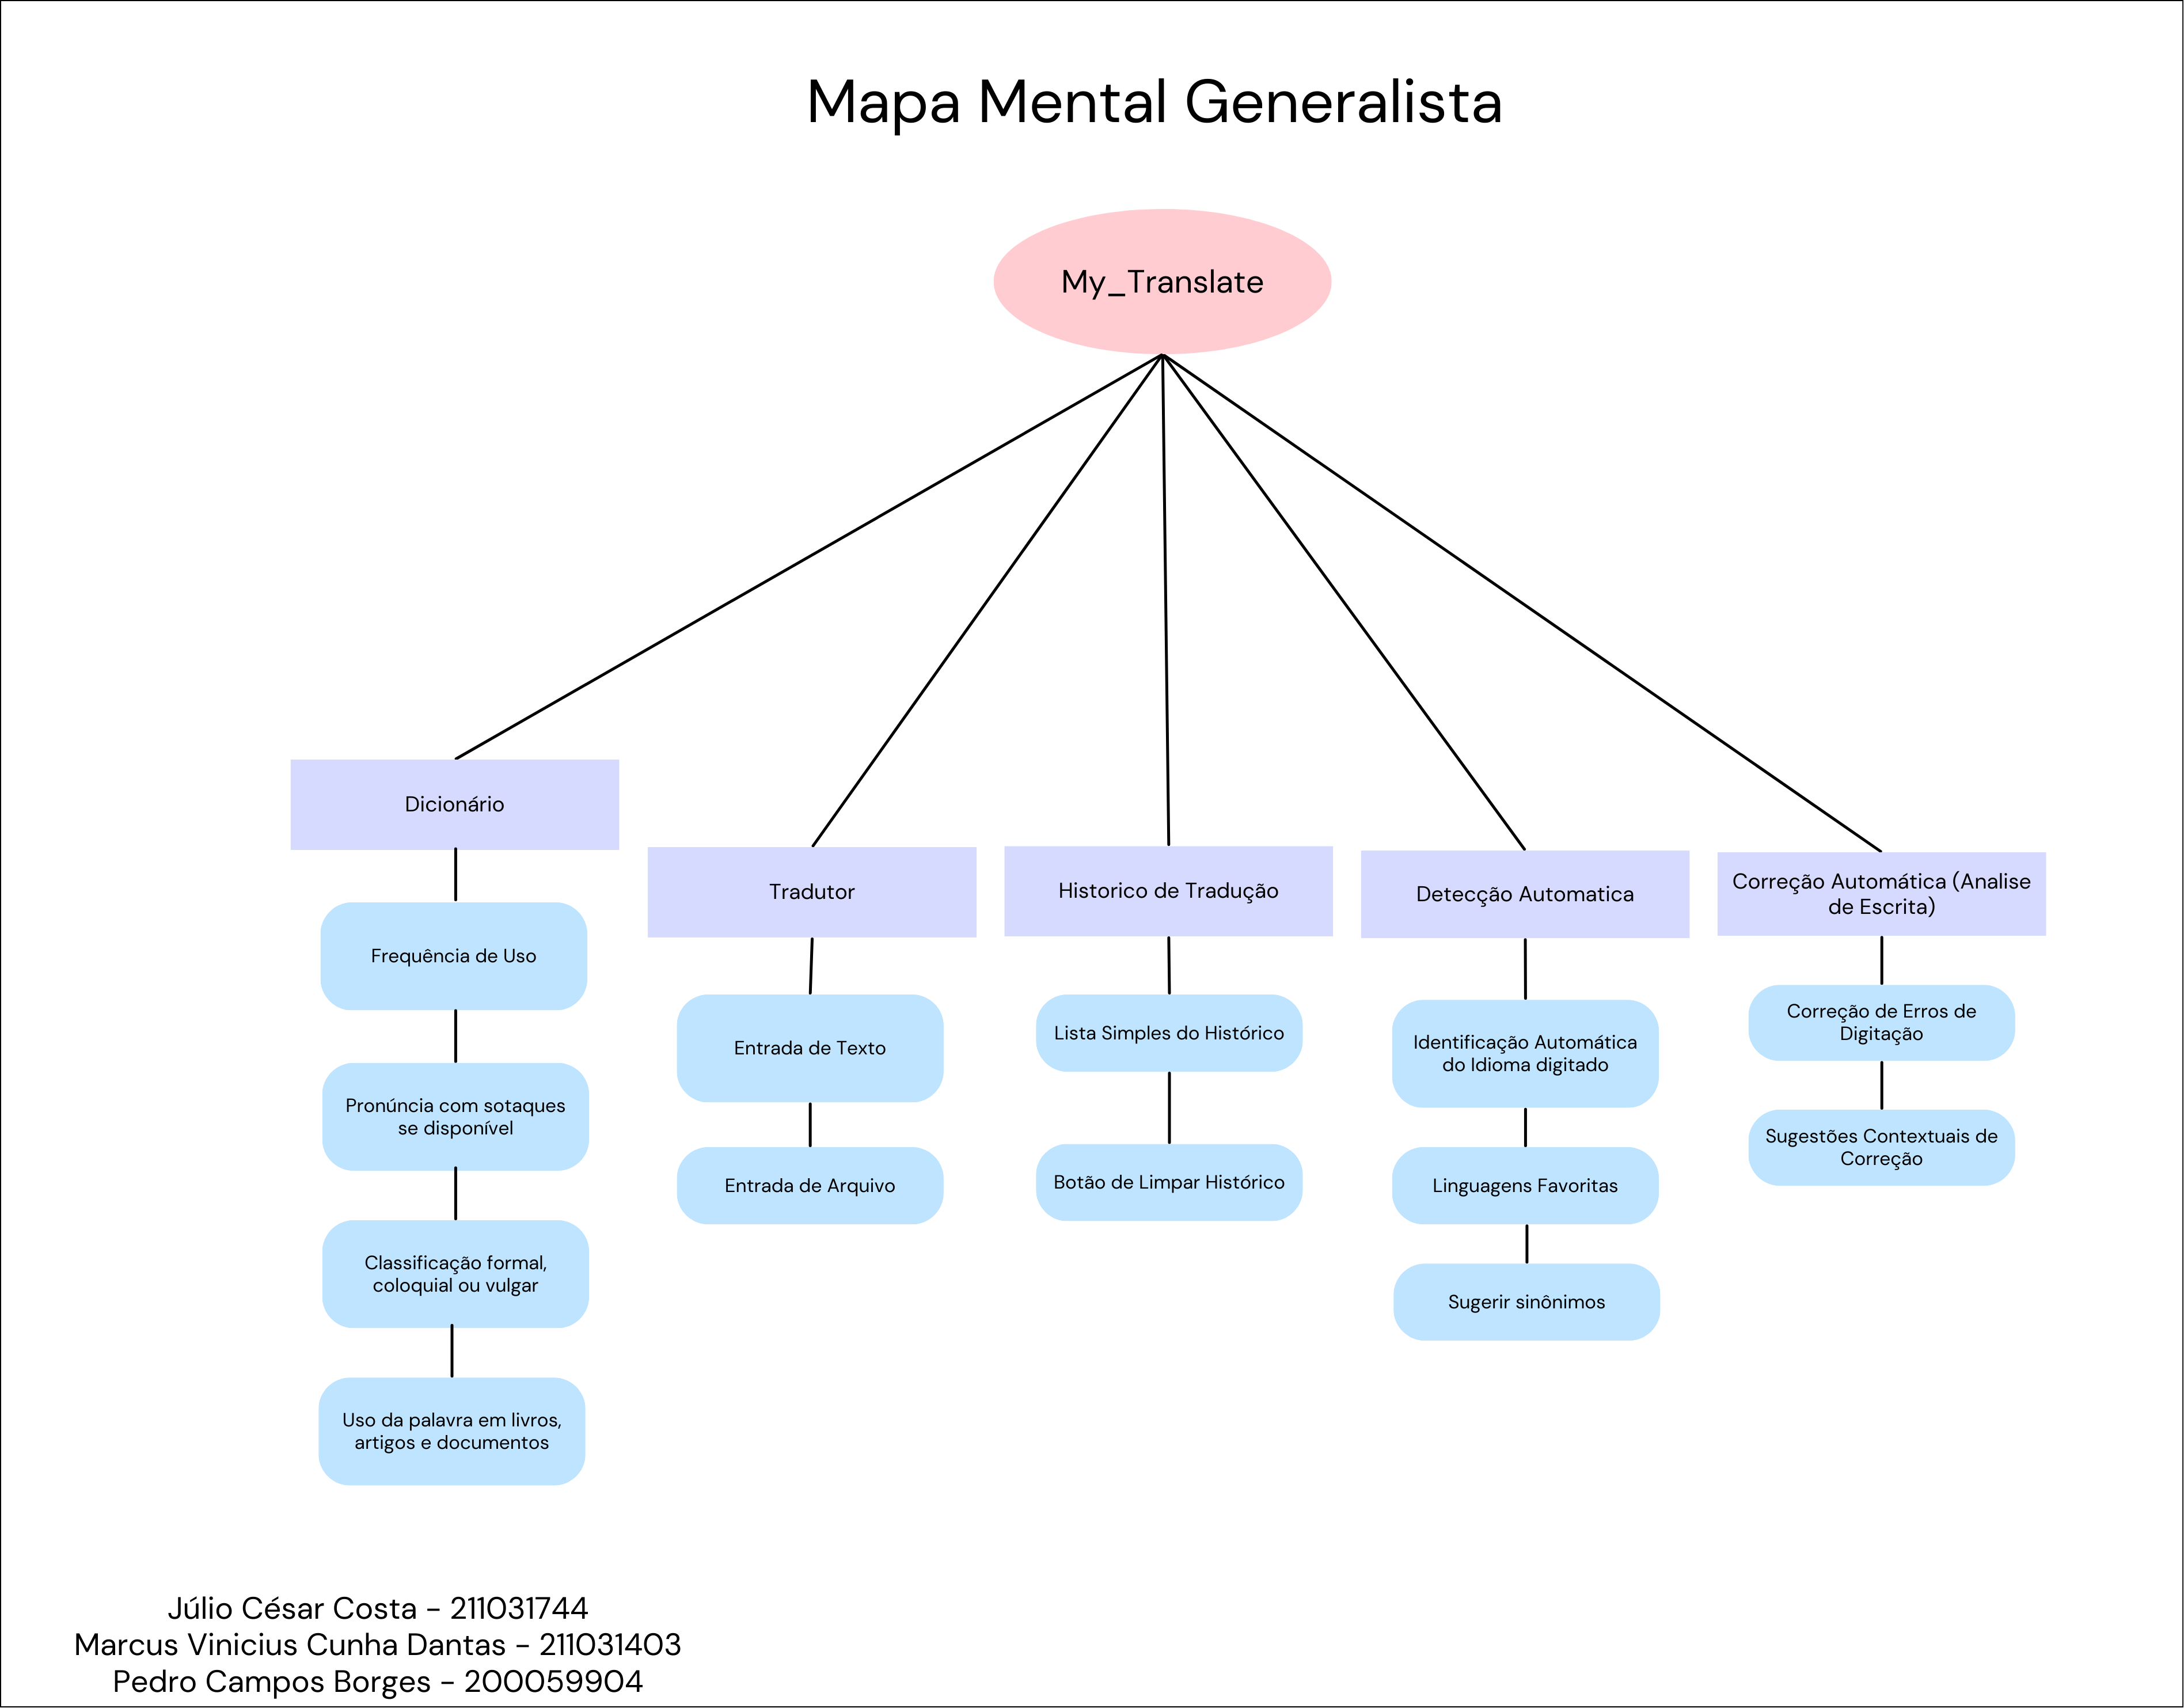 Mapa Mental Generalista
My_Translate
Dicionário
Frequência de Uso
Pronúncia com sotaques
se disponível
Classificação formal,
coloquial ou vulgar
Uso da palavra em livros,
artigos e documentos
Tradutor
Entrada de Texto
Entrada de Arquivo
Historico de Tradução
Lista Simples do Histórico
Botão de Limpar Histórico
Detecção Automatica
Identificação Automática
do Idioma digitado
Linguagens Favoritas
Sugerir sinônimos
Correção Automática (Analise
de Escrita)
Correção de Erros de
Digitação
Sugestões Contextuais de
Correção
Júlio César Costa - 211031744
Marcus Vinicius Cunha Dantas - 211031403
Pedro Campos Borges - 200059904